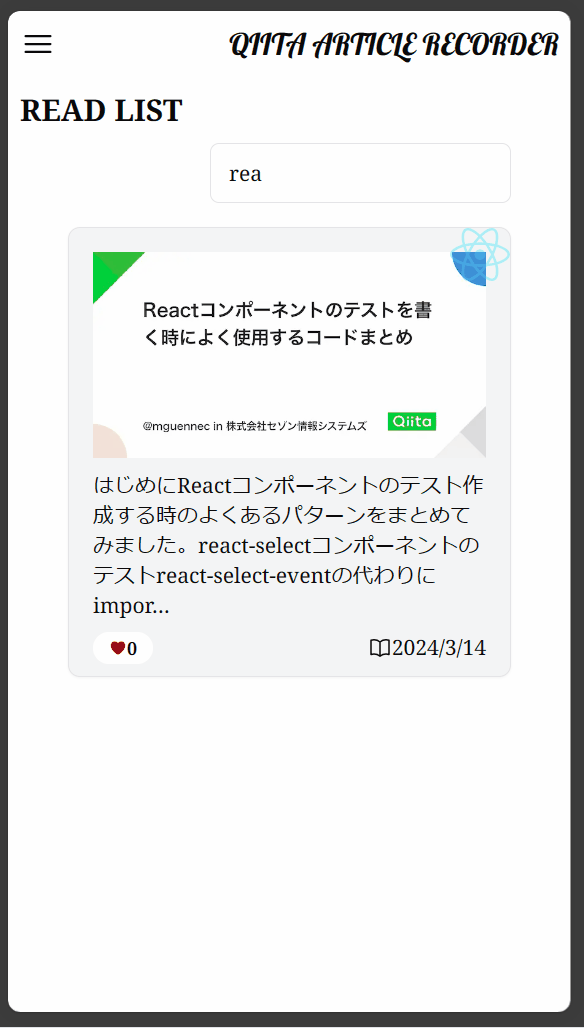 QIITA ARTICLE RECORDER
READ LIST
rea
Reactコンポーネントのテストを書
く時によく使用するコードまとめ
@mguennec in 株式会社セゾン情報システムズ
Qiita
はじめにReactコンポーネントのテスト作
成する時のよくあるパターンをまとめて
みました。react-selectコンポーネントの
テストreact-select-eventの代わりに
impor...
0
2024/3/14